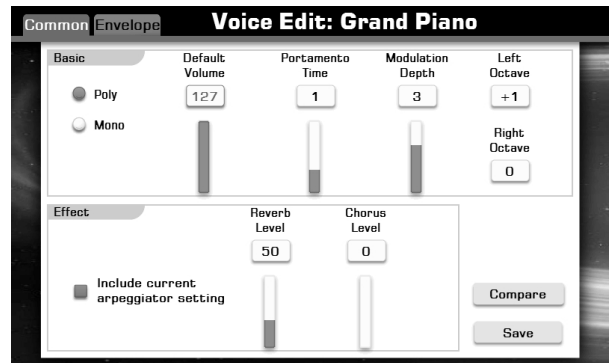 Common Envelope Voice Edit: Grand Piano
Basic
Default
Volume
127
Portamento
Time
1
Modulation
Depth
3
Left
Octave
+1
Poly
Mono
Right
Octave
0
Effect
Reverb
Level
50
Chorus
Level
0
Include current
arpeggiator setting
Compare
Save